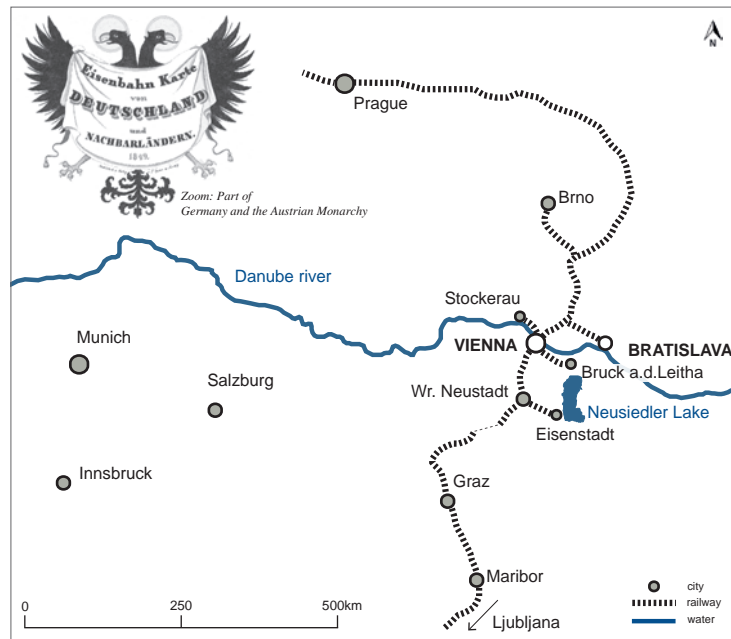 Eisenbahn Karte
von
DEUTSCHLAND
und
NACHBARLÄNDERN.
1849.
Zoom: Part of
Germany and the Austrian Monarchy
N
Prague
Brno
Danube river
Stockerau
Munich
VIENNA
BRATISLAVA
Bruck a.d.Leitha
Salzburg
Wr. Neustadt
Neusiedler Lake
Eisenstadt
Innsbruck
Graz
Maribor
Ljubljana
city
railway
water
0
250
500km